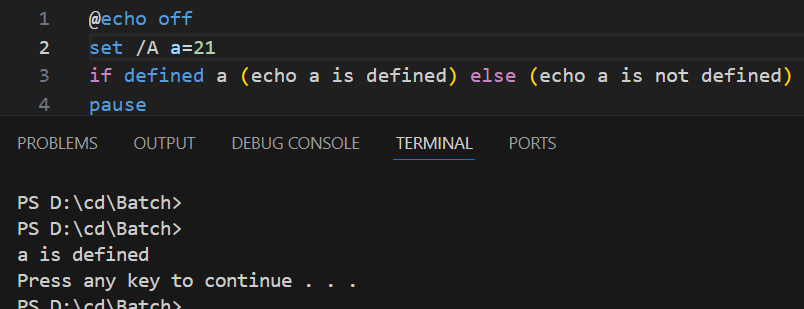 1 @echo off
2 set /A a=21
3 if defined a (echo a is defined) else (echo a is not defined)
4 pause
PROBLEMS OUTPUT DEBUG CONSOLE TERMINAL PORTS
PS D:\cd\Batch>
PS D:\cd\Batch>
a is defined
Press any key to continue . . .
PS D:\cd\Batch>